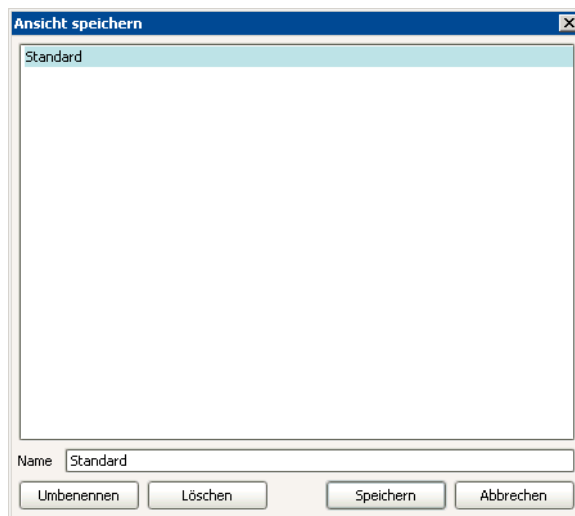 Ansicht speichern
Standard
Name Standard
Umbenennen Löschen Speichern Abbrechen